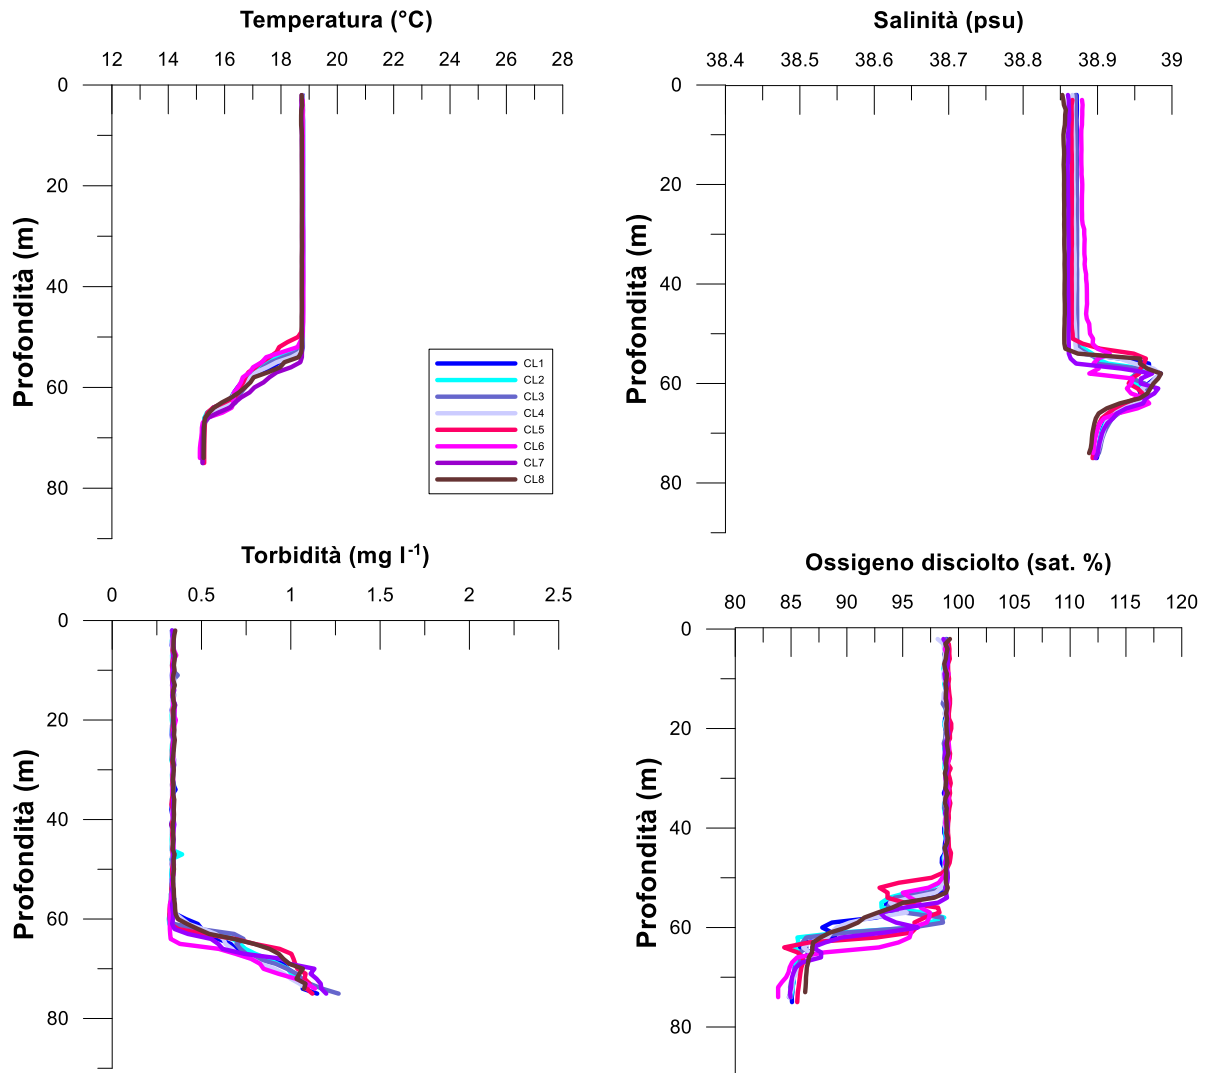 Temperatura (°C)
12 14 16 18 20 22 24 26 28
0
20
40
60
80
Profondità (m)
CL1
CL2
CL3
CL4
CL5
CL6
CL7
CL8
Salinità (psu)
38.4 38.5 38.6 38.7 38.8 38.9 39
0
20
40
60
80
Profondità (m)
Torbidità (mg l-1)
0 0.5 1 1.5 2 2.5
0
20
40
60
80
Profondità (m)
Ossigeno disciolto (sat. %)
80 85 90 95 100 105 110 115 120
0
20
40
60
80
Profondità (m)